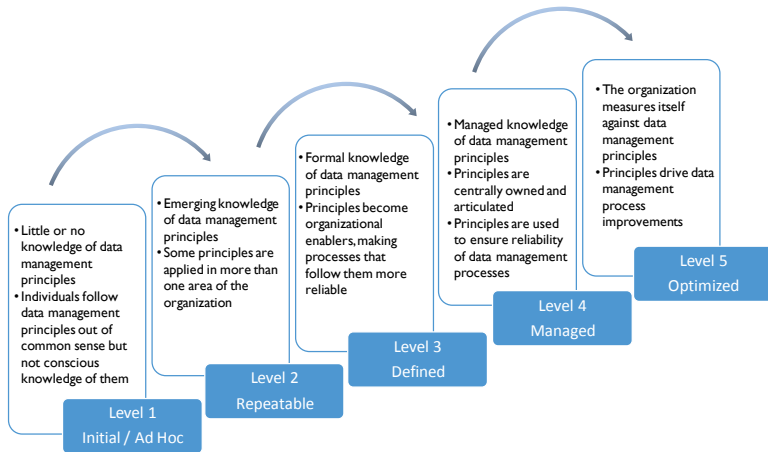 • Little or no
knowledge of data
management
principles
• Individuals follow
data management
principles out of
common sense but
not conscious
knowledge of them
Level 1
Initial / Ad Hoc
• Emerging knowledge
of data management
principles
• Some principles are
applied in more than
one area of the
organization
Level 2
Repeatable
• Formal knowledge
of data management
principles
• Principles become
organizational
enablers, making
processes that
follow them more
reliable
Level 3
Defined
• Managed knowledge
of data management
principles
• Principles are
centrally owned and
articulated
• Principles are used
to ensure reliability
of data management
processes
Level 4
Managed
• The organization
measures itself
against data
management
principles
• Principles drive data
management
process
improvements
Level 5
Optimized